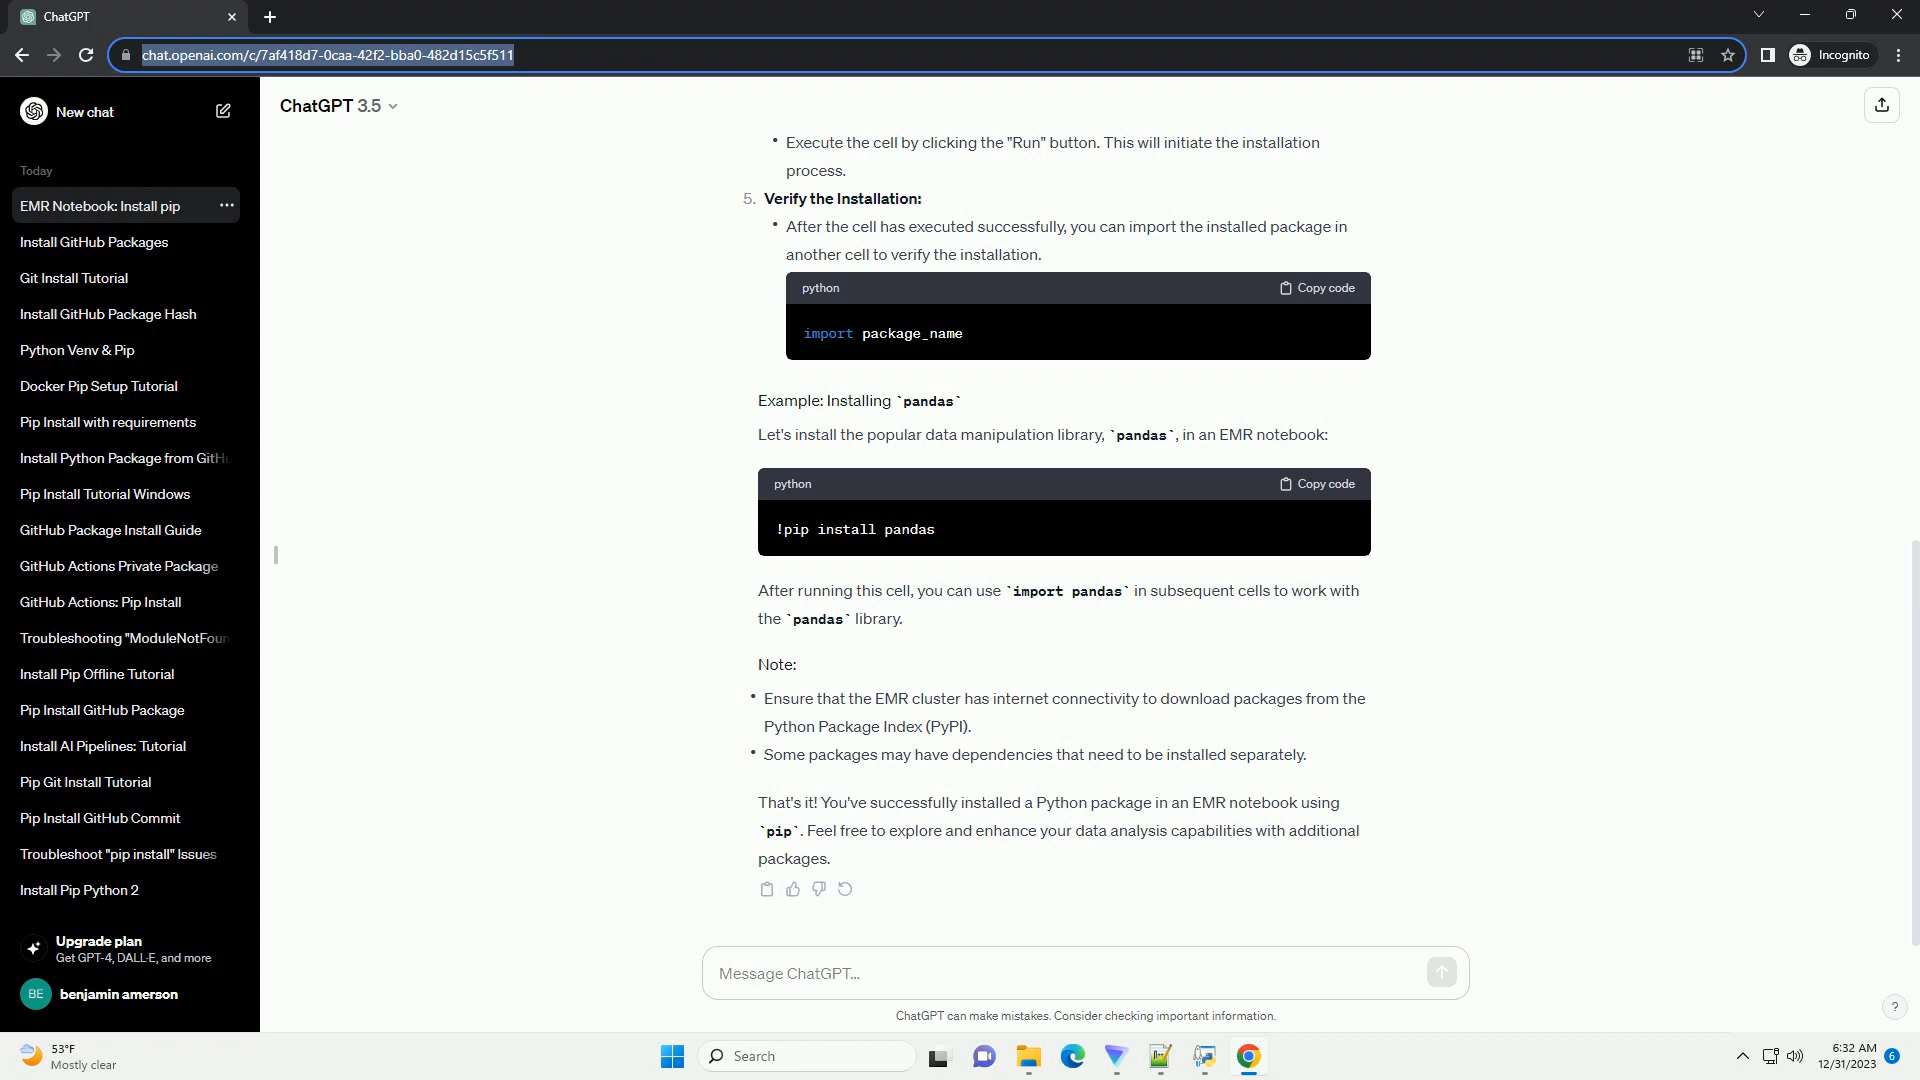 ChatGPT
chat.openai.com/c/7af418d7-0caa-42f2-bba0-482d15c5f511
Incognito
New chat
Today
EMR Notebook: Install pip
Install GitHub Packages
Git Install Tutorial
Install GitHub Package Hash
Python Venv & Pip
Docker Pip Setup Tutorial
Pip Install with requirements
Install Python Package from GitHu
Pip Install Tutorial Windows
GitHub Package Install Guide
GitHub Actions Private Package
GitHub Actions: Pip Install
Troubleshooting "ModuleNotFoun
Install Pip Offline Tutorial
Pip Install GitHub Package
Install AI Pipelines: Tutorial
Pip Git Install Tutorial
Pip Install GitHub Commit
Troubleshoot "pip install" Issues
Install Pip Python 2
Upgrade plan
Get GPT-4, DALL·E, and more
BE
benjamin amerson
ChatGPT 3.5
• Execute the cell by clicking the "Run" button. This will initiate the installation
process.
5. Verify the Installation:
• After the cell has executed successfully, you can import the installed package in
another cell to verify the installation.
python Copy code
import package_name
Example: Installing `pandas`
Let's install the popular data manipulation library, `pandas`, in an EMR notebook:
python Copy code
!pip install pandas
After running this cell, you can use `import pandas` in subsequent cells to work with
the `pandas` library.
Note:
• Ensure that the EMR cluster has internet connectivity to download packages from the
Python Package Index (PyPI).
• Some packages may have dependencies that need to be installed separately.
That's it! You've successfully installed a Python package in an EMR notebook using
`pip`. Feel free to explore and enhance your data analysis capabilities with additional
packages.
Message ChatGPT...
ChatGPT can make mistakes. Consider checking important information.
?
53°F
Mostly clear
Search
6:32 AM
12/31/2023
6